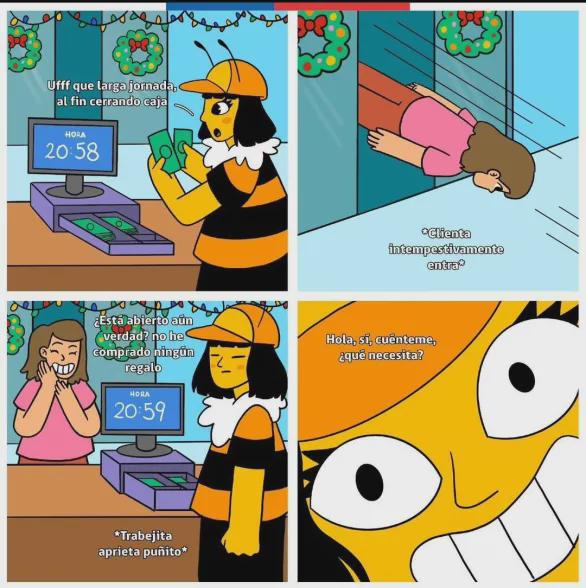 Ufff que larga jornada,
al fin cerrando caja
HORA
20:58
*Clienta
intempestivamente
entra*
¿Está abierto aún
verdad? no he
comprado ningún
regalo
HORA
20:59
*Trabejita
aprieta puñito*
Hola, sí, cuénteme,
¿qué necesita?